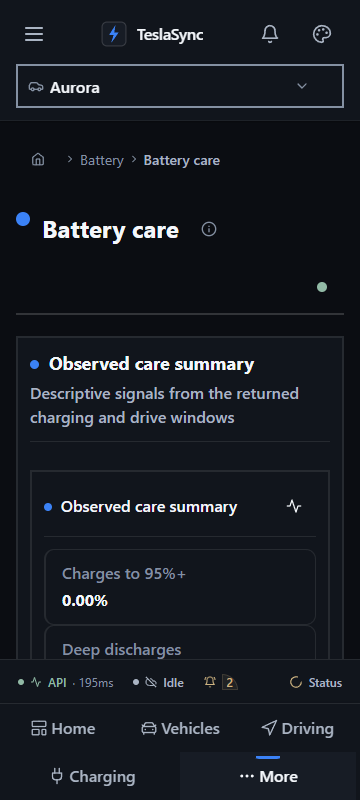 TeslaSync
Aurora
Battery
Battery care
Battery care
Observed care summary
Descriptive signals from the returned
charging and drive windows
Observed care summary
Charges to 95%+
0.00%
Deep discharges
API · 195ms
Idle
2
Status
Home
Vehicles
Driving
Charging
More